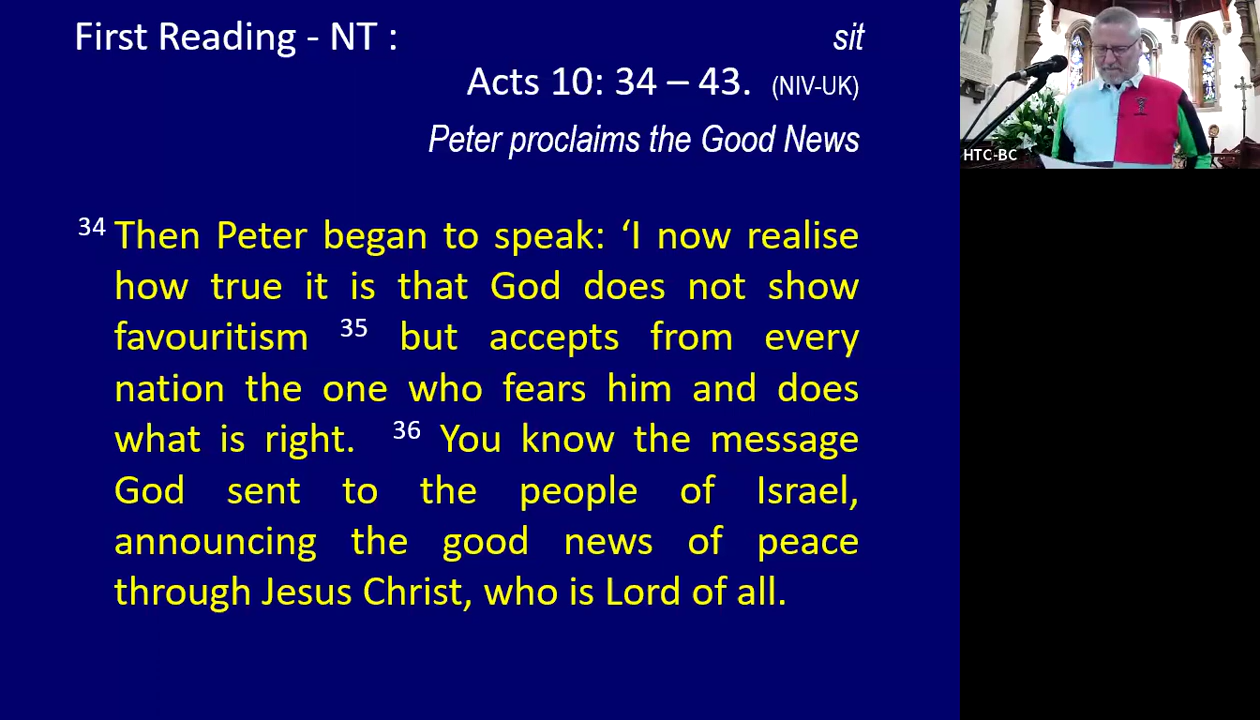 First Reading - NT :
sit
Acts 10: 34 – 43. (NIV-UK)
Peter proclaims the Good News
34 Then Peter began to speak: ‘I now realise
how true it is that God does not show
favouritism 35 but accepts from every
nation the one who fears him and does
what is right. 36 You know the message
God sent to the people of Israel,
announcing the good news of peace
through Jesus Christ, who is Lord of all.
HTC-BC